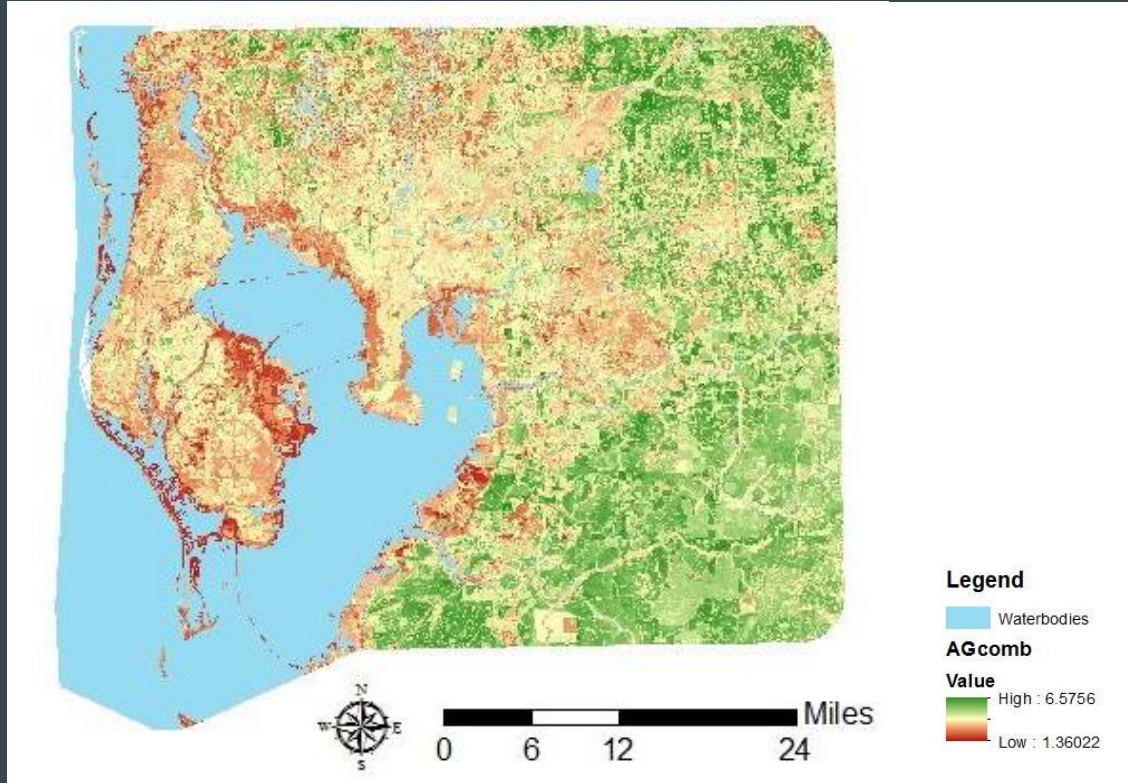 N
W E
S
Miles
0 6 12 24
Legend
Waterbodies
AGcomb
Value
High : 6.5756
Low : 1.36022